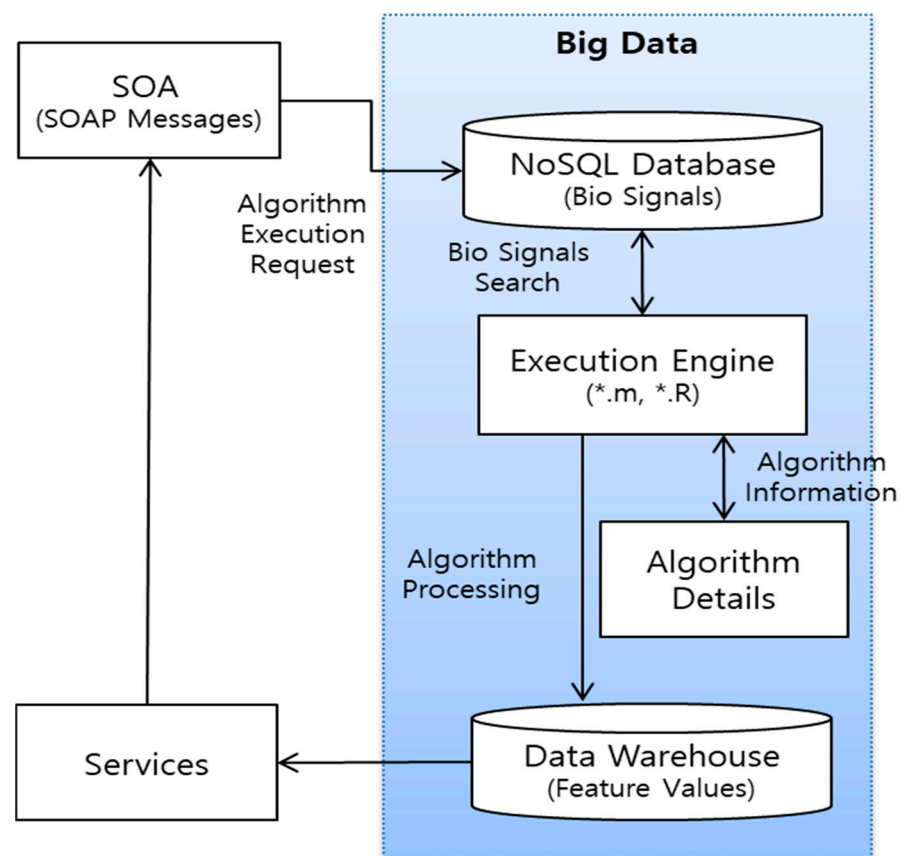 Big Data
SOA
(SOAP Messages)
NoSQL Database
(Bio Signals)
Algorithm
Execution
Request
Bio Signals
Search
Execution Engine
(*.m, *.R)
Algorithm
Information
Algorithm
Details
Algorithm
Processing
Data Warehouse
(Feature Values)
Services